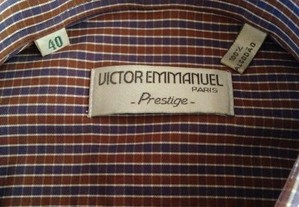 40
VICTOR EMMANUEL
PARIS
- Prestige -